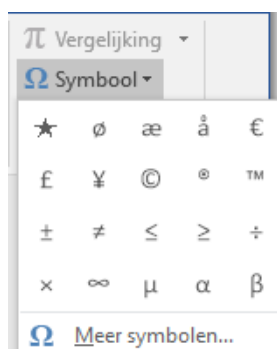 π Vergelijking
Ω Symbool
★ ø æ å €
£ ¥ © ® ™
± ≠ ≤ ≥ ÷
× ∞ µ α β
Ω Meer symbolen...